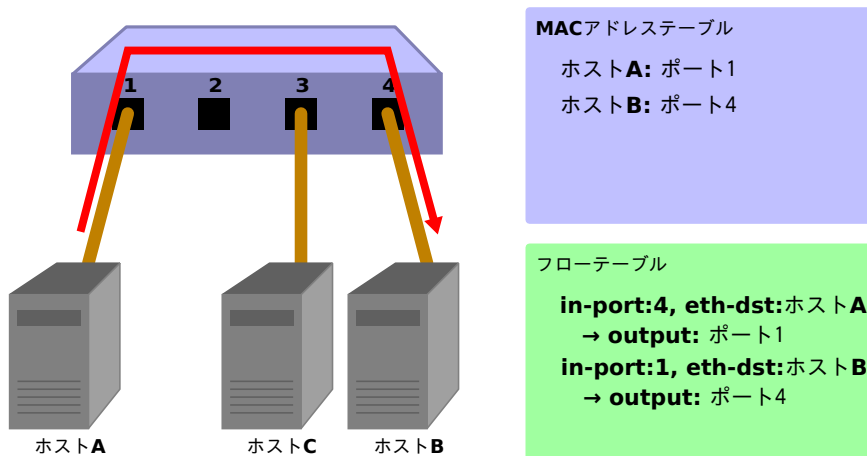 1 2 3 4
ホストA
ホストC
ホストB
MACアドレステーブル
ホストA: ポート1
ホストB: ポート4
フローテーブル
in-port:4, eth-dst:ホストA
→ output: ポート1
in-port:1, eth-dst:ホストB
→ output: ポート4